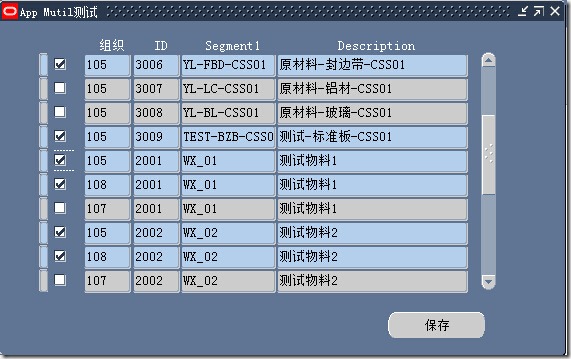 App Mutil测试
组织 ID Segment1 Description
105 3006 YL-FBD-CSS01 原材料-封边带-CSS01
105 3007 YL-LC-CSS01 原材料-铝材-CSS01
105 3008 YL-BL-CSS01 原材料-玻璃-CSS01
105 3009 TEST-BZB-CSS0 测试-标准板-CSS01
105 2001 WX_01 测试物料1
108 2001 WX_01 测试物料1
107 2001 WX_01 测试物料1
105 2002 WX_02 测试物料2
108 2002 WX_02 测试物料2
107 2002 WX_02 测试物料2
保存